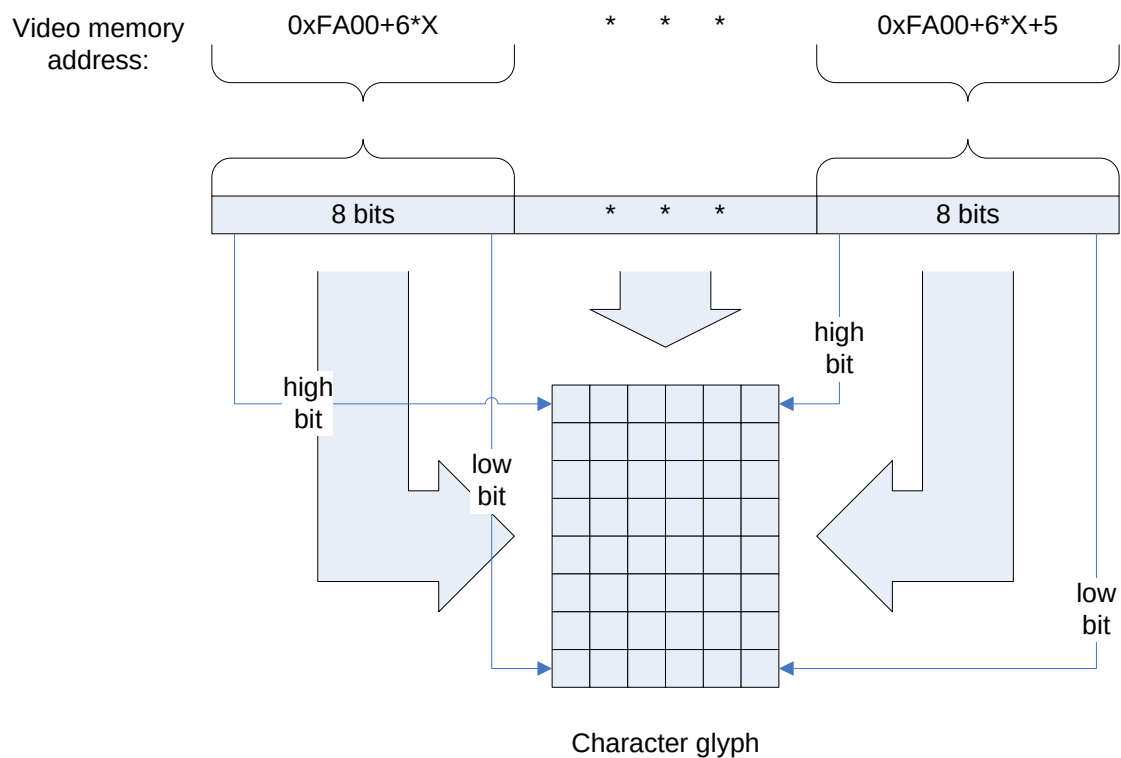 Video memory
address:
0xFA00+6*X
* * *
0xFA00+6*X+5
8 bits
* * *
8 bits
high
bit
high
bit
low
bit
low
bit
Character glyph